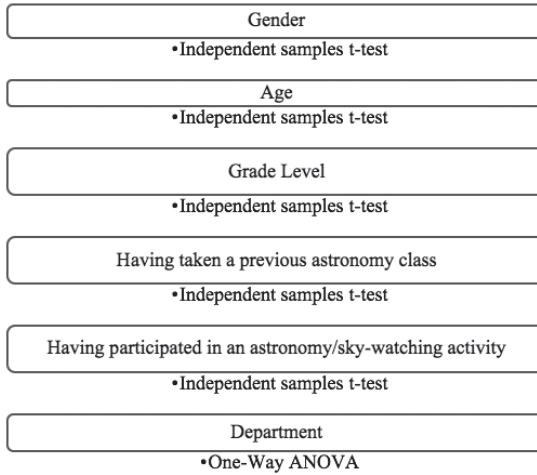 Gender
•Independent samples t-test
Age
•Independent samples t-test
Grade Level
•Independent samples t-test
Having taken a previous astronomy class
•Independent samples t-test
Having participated in an astronomy/sky-watching activity
•Independent samples t-test
Department
•One-Way ANOVA